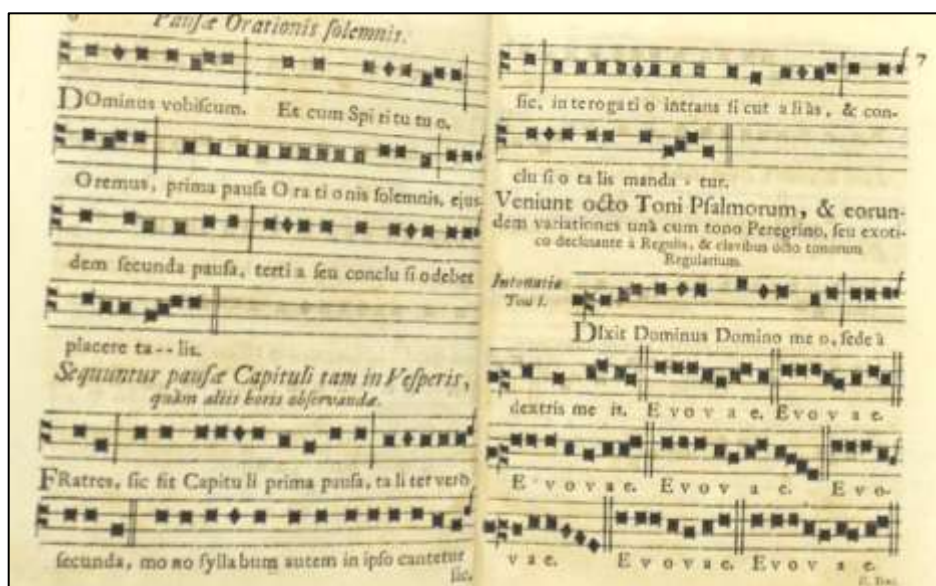 Pauſæ Orationis ſolemnis.
DOminus vobiſcum. Et cum Spi ri tu tu o.
Oremus, prima pauſa O ra ti o nis ſolemnis, ejus
dem ſecunda pauſa, terti a ſeu conclu ſi o debet
placere ta - - lis.
Sequuntur pauſæ Capituli tam in Veſperis,
quàm aliis horis obſervandæ.
FRatres, ſic fit Capitu li prima pauſa, ta li ter verò
ſecunda, mo no ſyllabum autem in ipſo cantetur
ſic,
7
ſic, in terogati o intrans ſi cut a li às, & con-
clu ſi o ta lis manda - tur.
Veniunt octo Toni Pſalmorum, & eorun-
dem variationes unà cum tono Peregrino, ſeu exoti-
co declinante à Regulis, & clavibus octo tonorum
Regularium.
Intonatio
Toni I.
DIxit Dominus Domino me o, ſede à
dextris me is. E v o v a e. E v o v a e.
E v o v a e. E v o v a e. E v o-
v a e. E v o v a e. E v o v a e.